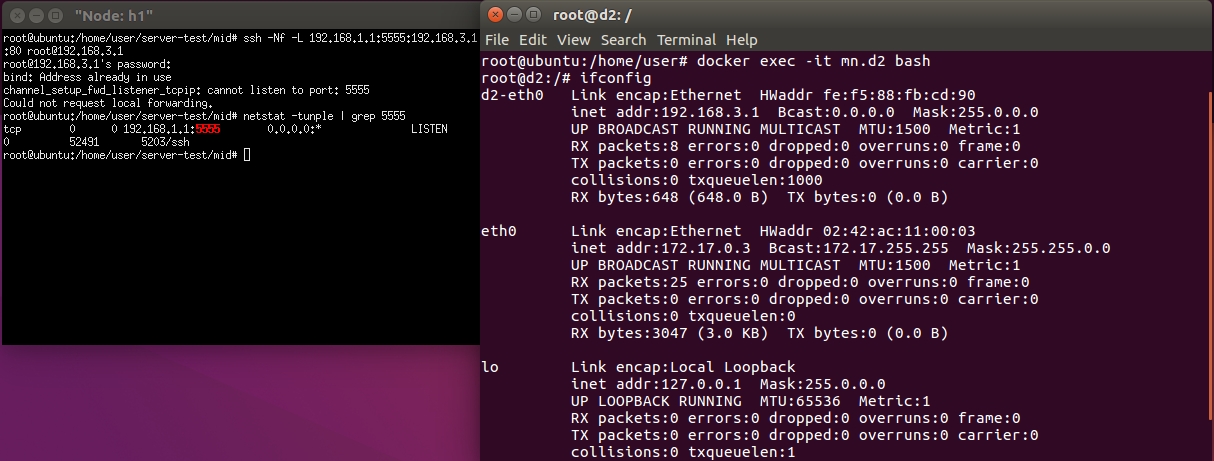 "Node: h1"
root@ubuntu:/home/user/server-test/mid# ssh -Nf -L 192.168.1.1:5555:192.168.3.1
:80 root@192.168.3.1
root@192.168.3.1's password:
bind: Address already in use
channel_setup_fwd_listener_tcpip: cannot listen to port: 5555
Could not request local forwarding.
root@ubuntu:/home/user/server-test/mid# netstat -tunple | grep 5555
tcp        0      0 192.168.1.1:5555        0.0.0.0:*               LISTEN
0          52491       5203/ssh
root@ubuntu:/home/user/server-test/mid#
root@d2: /
File Edit View Search Terminal Help
root@ubuntu:/home/user# docker exec -it mn.d2 bash
root@d2:/# ifconfig
d2-eth0   Link encap:Ethernet  HWaddr fe:f5:88:fb:cd:90
          inet addr:192.168.3.1  Bcast:0.0.0.0  Mask:255.255.255.0
          UP BROADCAST RUNNING MULTICAST  MTU:1500  Metric:1
          RX packets:8 errors:0 dropped:0 overruns:0 frame:0
          TX packets:0 errors:0 dropped:0 overruns:0 carrier:0
          collisions:0 txqueuelen:1000
          RX bytes:648 (648.0 B)  TX bytes:0 (0.0 B)
eth0      Link encap:Ethernet  HWaddr 02:42:ac:11:00:03
          inet addr:172.17.0.3  Bcast:172.17.255.255  Mask:255.255.0.0
          UP BROADCAST RUNNING MULTICAST  MTU:1500  Metric:1
          RX packets:25 errors:0 dropped:0 overruns:0 frame:0
          TX packets:0 errors:0 dropped:0 overruns:0 carrier:0
          collisions:0 txqueuelen:0
          RX bytes:3047 (3.0 KB)  TX bytes:0 (0.0 B)
lo        Link encap:Local Loopback
          inet addr:127.0.0.1  Mask:255.0.0.0
          UP LOOPBACK RUNNING  MTU:65536  Metric:1
          RX packets:0 errors:0 dropped:0 overruns:0 frame:0
          TX packets:0 errors:0 dropped:0 overruns:0 carrier:0
          collisions:0 txqueuelen:1